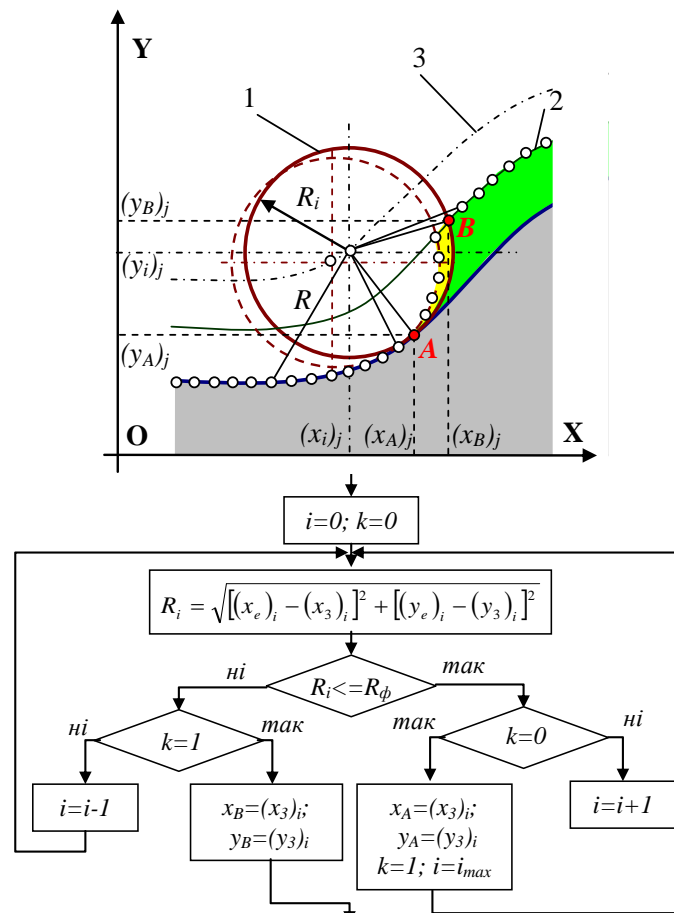 Y
3
1
2
R_i
(y_B)_j
B
(y_i)_j
R
(y_A)_j
A
O
(x_i)_j
(x_A)_j
(x_B)_j
X
i=0; k=0
R_i = √[(x_e)_i − (x_3)_i]² + [(y_e)_i − (y_3)_i]²
ні
R_i<=R_ф
так
ні
k=1
так
так
k=0
ні
i=i-1
x_B=(x_3)_i;
y_B=(y_3)_i
x_A=(x_3)_i;
y_A=(y_3)_i
k=1; i=i_max
i=i+1